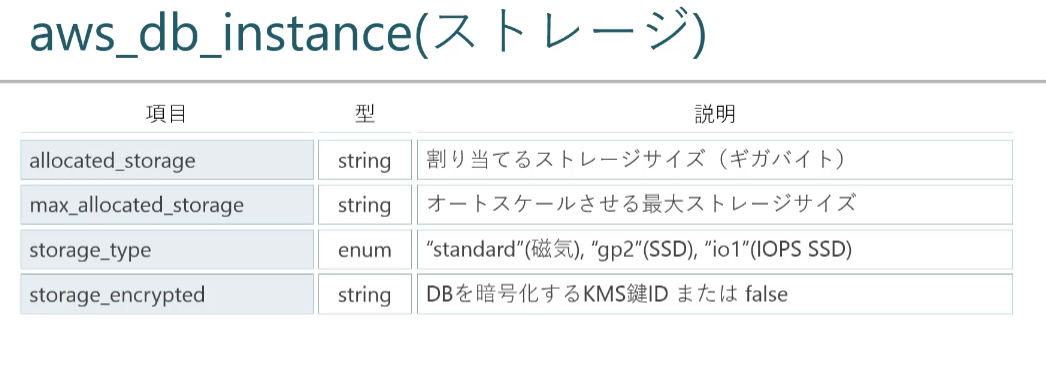 aws_db_instance(ストレージ)
項目 型 説明
allocated_storage string 割り当てるストレージサイズ（ギガバイト）
max_allocated_storage string オートスケールさせる最大ストレージサイズ
storage_type enum “standard”(磁気), “gp2”(SSD), “io1”(IOPS SSD)
storage_encrypted string DBを暗号化するKMS鍵ID または false